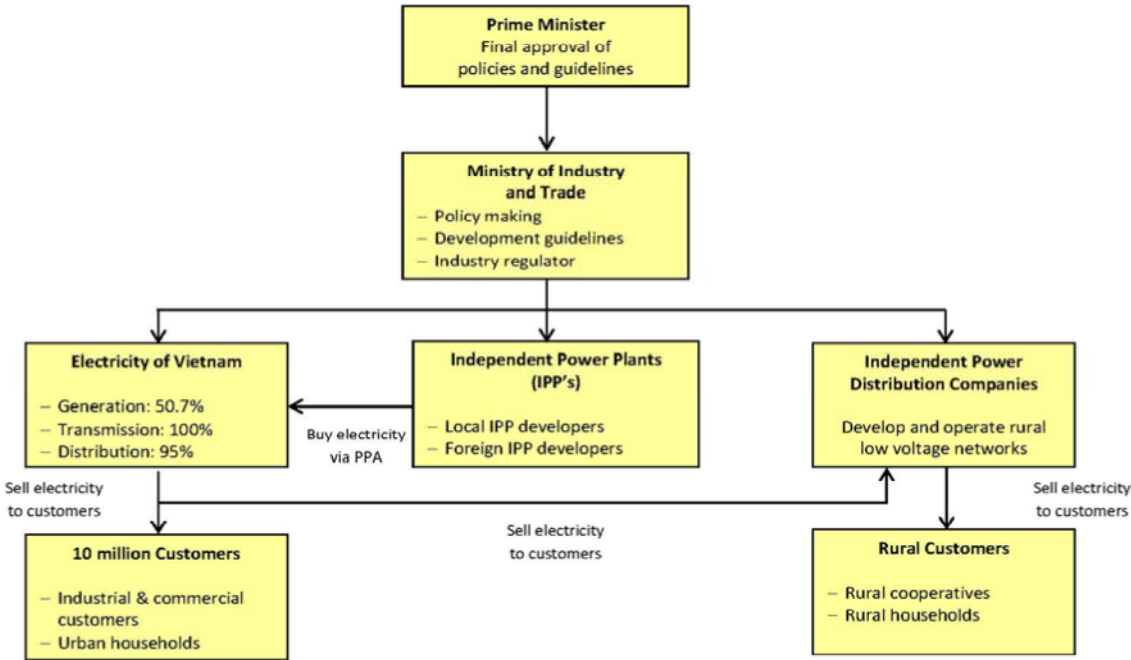 Prime Minister
Final approval of
policies and guidelines
Ministry of Industry
and Trade
− Policy making
− Development guidelines
− Industry regulator
Electricity of Vietnam
− Generation: 50.7%
− Transmission: 100%
− Distribution: 95%
Buy electricity
via PPA
Independent Power Plants
(IPP's)
− Local IPP developers
− Foreign IPP developers
Independent Power
Distribution Companies
Develop and operate rural
low voltage networks
Sell electricity
to customers
Sell electricity
to customers
Sell electricity
to customers
10 million Customers
− Industrial & commercial
customers
− Urban households
Rural Customers
− Rural cooperatives
− Rural households